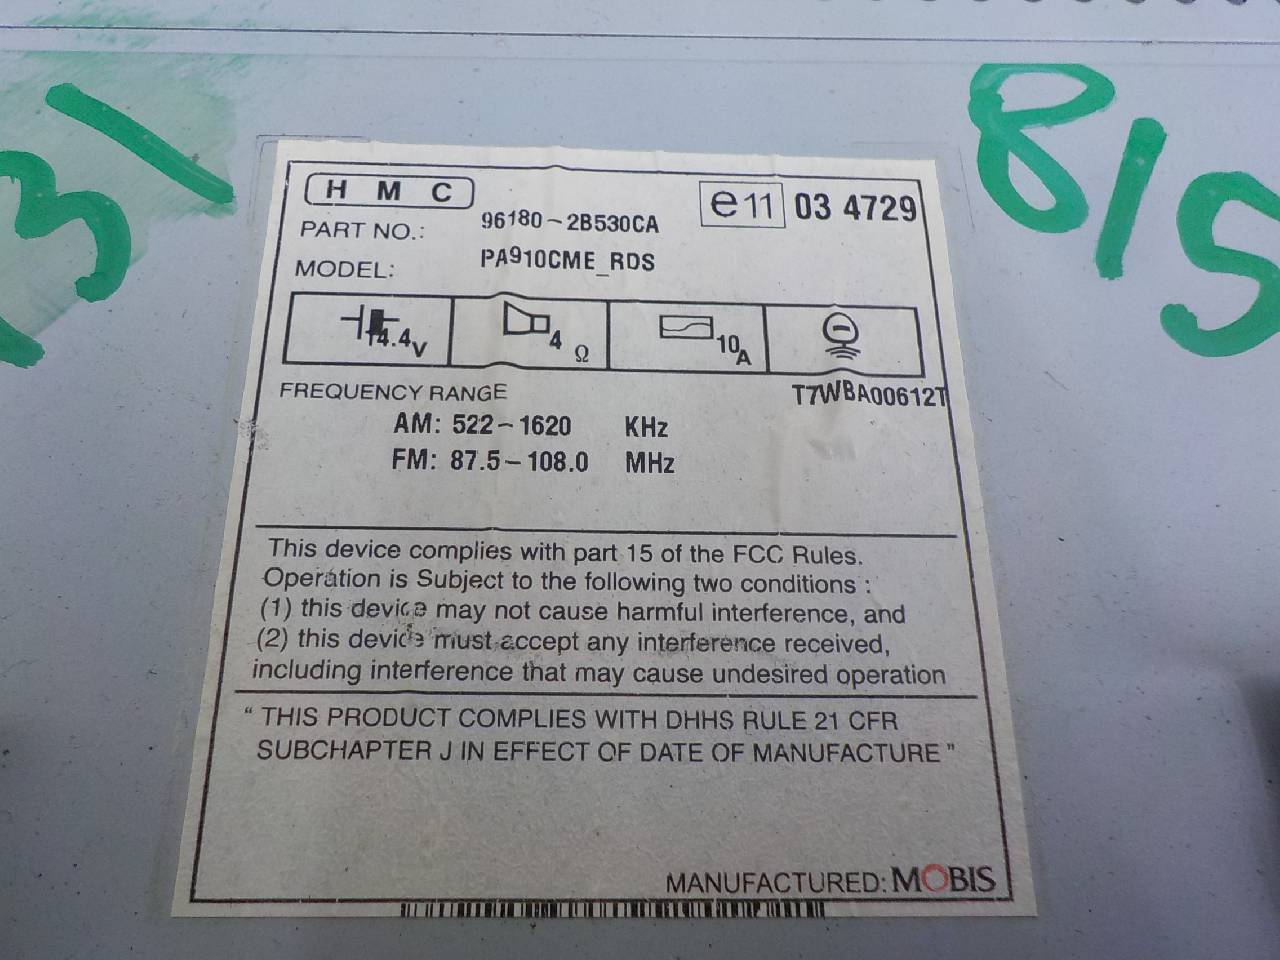 31
815
HMC
e11 03 4729
PART NO.: 96180-2B530CA
MODEL: PA910CME_RDS
14.4V
4 Ω
10A
FREQUENCY RANGE
T7WBA00612T
AM: 522-1620 KHz
FM: 87.5-108.0 MHz
This device complies with part 15 of the FCC Rules.
Operation is Subject to the following two conditions :
(1) this device may not cause harmful interference, and
(2) this device must accept any interference received,
including interference that may cause undesired operation
“ THIS PRODUCT COMPLIES WITH DHHS RULE 21 CFR
SUBCHAPTER J IN EFFECT OF DATE OF MANUFACTURE ”
MANUFACTURED: MOBIS